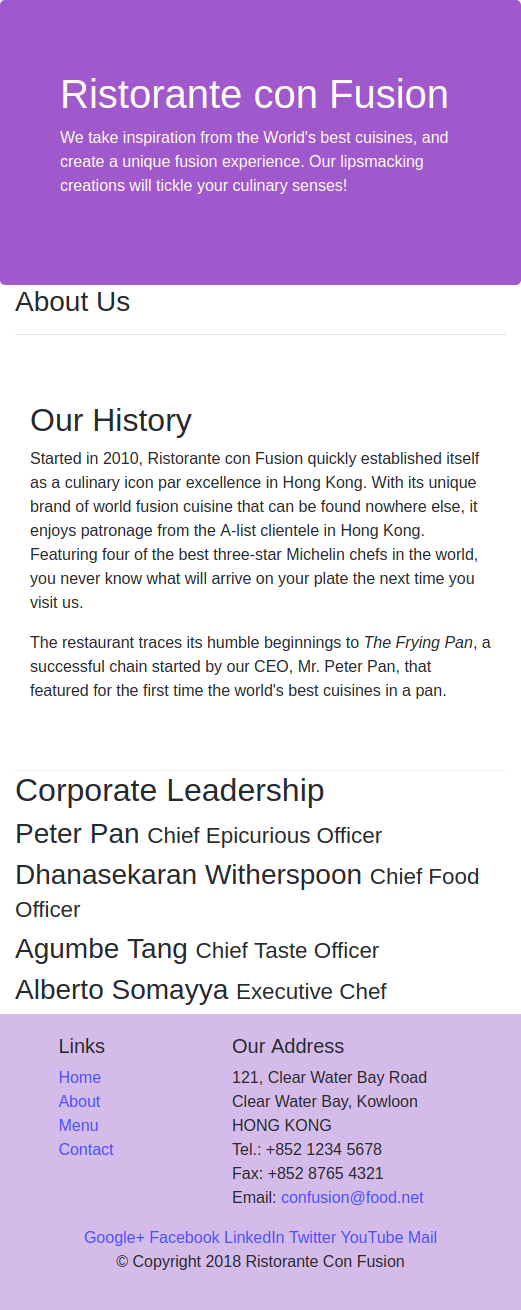 Ristorante con Fusion
We take inspiration from the World's best cuisines, and
create a unique fusion experience. Our lipsmacking
creations will tickle your culinary senses!
About Us
Our History
Started in 2010, Ristorante con Fusion quickly established itself
as a culinary icon par excellence in Hong Kong. With its unique
brand of world fusion cuisine that can be found nowhere else, it
enjoys patronage from the A-list clientele in Hong Kong.
Featuring four of the best three-star Michelin chefs in the world,
you never know what will arrive on your plate the next time you
visit us.
The restaurant traces its humble beginnings to The Frying Pan, a
successful chain started by our CEO, Mr. Peter Pan, that
featured for the first time the world's best cuisines in a pan.
Corporate Leadership
Peter Pan Chief Epicurious Officer
Dhanasekaran Witherspoon Chief Food
Officer
Agumbe Tang Chief Taste Officer
Alberto Somayya Executive Chef
Links
Home
About
Menu
Contact
Our Address
121, Clear Water Bay Road
Clear Water Bay, Kowloon
HONG KONG
Tel.: +852 1234 5678
Fax: +852 8765 4321
Email: confusion@food.net
Google+ Facebook LinkedIn Twitter YouTube Mail
© Copyright 2018 Ristorante Con Fusion